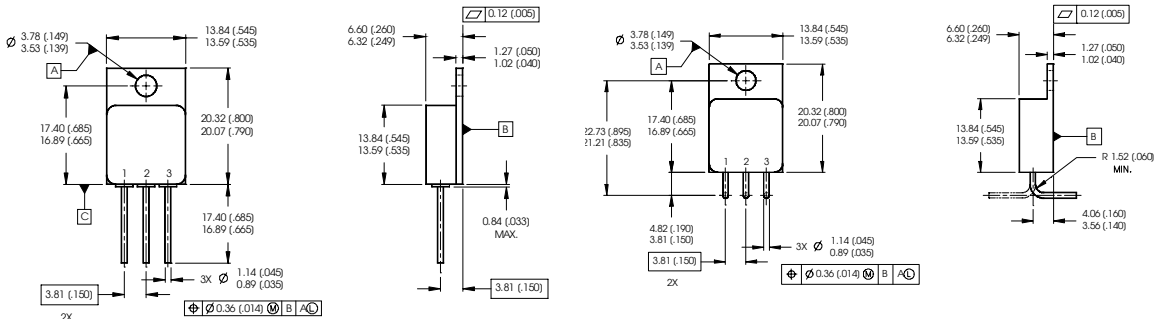 Ø 3.78 (.149)
3.53 (.139)
A
13.84 (.545)
13.59 (.535)
17.40 (.685)
16.89 (.665)
20.32 (.800)
20.07 (.790)
1 2 3
C
17.40 (.685)
16.89 (.665)
3X Ø 1.14 (.045)
0.89 (.035)
3.81 (.150)
2X
⌖ Ø 0.36 (.014) Ⓜ B A Ⓛ
⏥ 0.12 (.005)
6.60 (.260)
6.32 (.249)
1.27 (.050)
1.02 (.040)
13.84 (.545)
13.59 (.535)
B
0.84 (.033)
MAX.
3.81 (.150)
Ø 3.78 (.149)
3.53 (.139)
A
13.84 (.545)
13.59 (.535)
22.73 (.895)
21.21 (.835)
17.40 (.685)
16.89 (.665)
20.32 (.800)
20.07 (.790)
1 2 3
4.82 (.190)
3.81 (.150)
3.81 (.150)
2X
3X Ø 1.14 (.045)
0.89 (.035)
⌖ Ø 0.36 (.014) Ⓜ B A Ⓛ
⏥ 0.12 (.005)
6.60 (.260)
6.32 (.249)
1.27 (.050)
1.02 (.040)
13.84 (.545)
13.59 (.535)
B
R 1.52 (.060)
MIN.
4.06 (.160)
3.56 (.140)